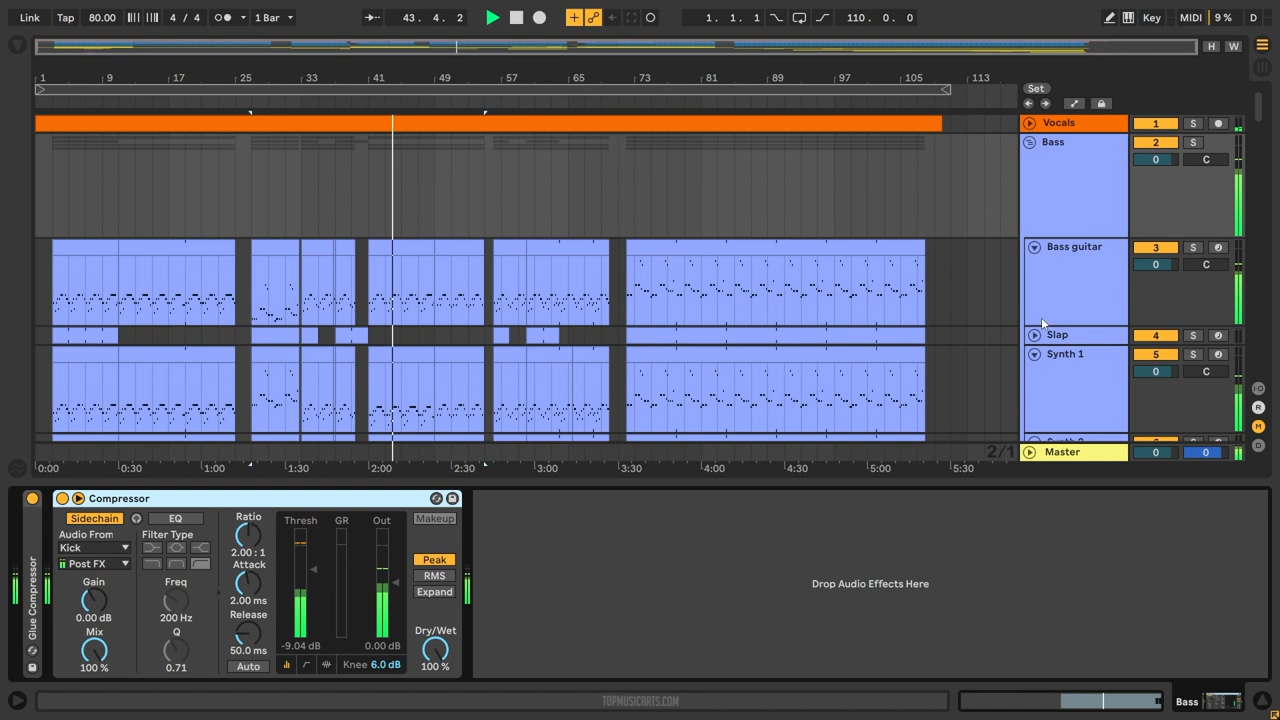 Link Tap 80.00 4 / 4 1 Bar 43. 4. 2 1. 1. 1 110. 0. 0 Key MIDI 9 % D
H W
1 9 17 25 33 41 49 57 65 73 81 89 97 105 113
Set
Vocals 1 S
Bass 2 S
0 C
Bass guitar 3 S
0 C
Slap 4 S
Synth 1 5 S
0 C
2/1
Master 0 0
0:00 0:30 1:00 1:30 2:00 2:30 3:00 3:30 4:00 4:30 5:00 5:30
I·O
R
M
D
Glue Compressor
Compressor
Sidechain EQ
Audio From Filter Type
Kick
Post FX
Gain Freq
0.00 dB 200 Hz
Mix Q
100 % 0.71
Ratio
2.00 : 1
Attack
2.00 ms
Release
50.0 ms
Auto
Thresh GR Out
-9.04 dB 0.00 dB
Knee 6.0 dB
Makeup
Peak
RMS
Expand
Dry/Wet
100 %
Drop Audio Effects Here
TOPMUSICARTS.COM
Bass